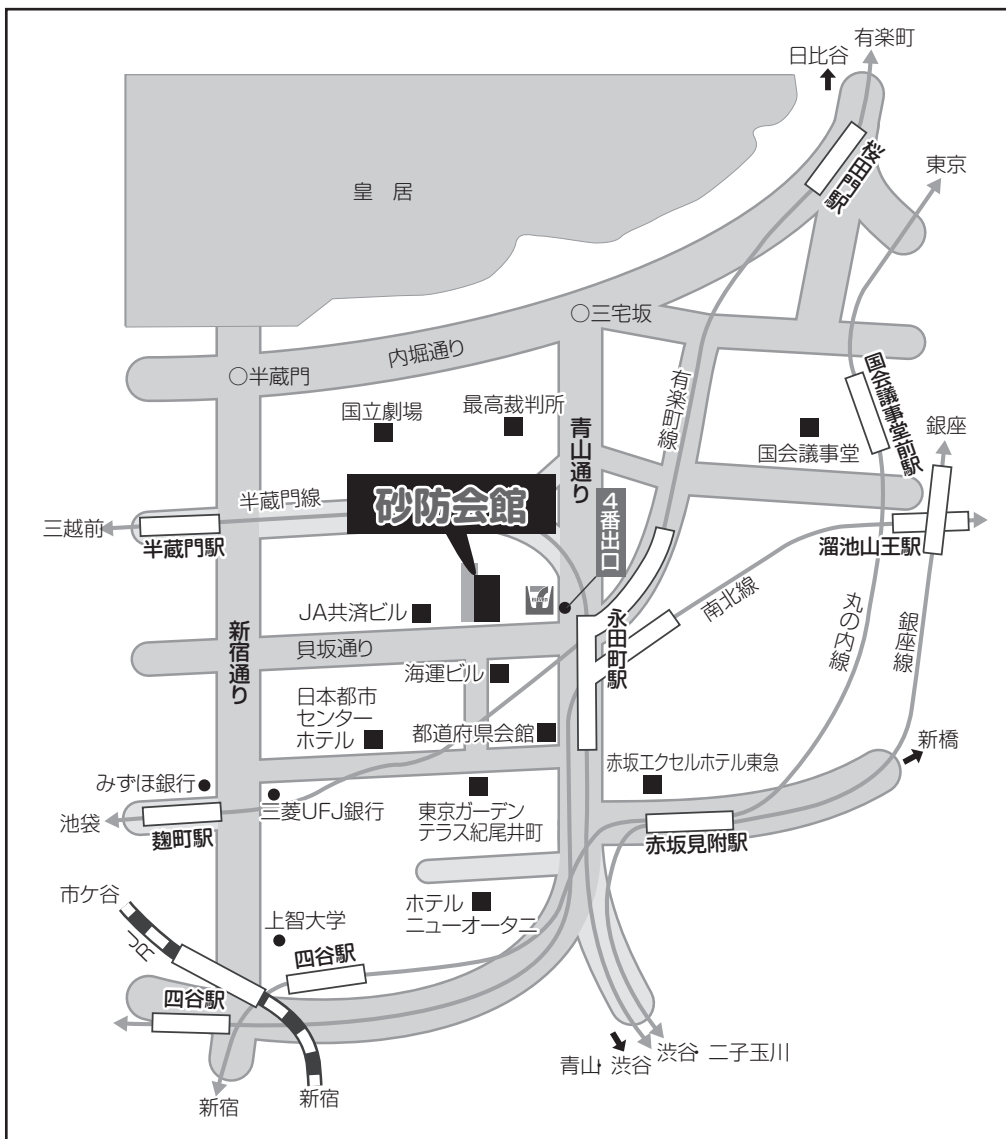 有楽町
日比谷
桜田門駅
東京
皇 居
○三宅坂
内堀通り
○半蔵門
有楽町線
国会議事堂前駅
国立劇場
最高裁判所
青山通り
国会議事堂
銀座
半蔵門線
砂防会館
4番出口
三越前
半蔵門駅
溜池山王駅
南北線
JA共済ビル
ELEVEN
永田町駅
丸の内線
銀座線
新宿通り
貝坂通り
海運ビル
日本都市
センター
ホテル
都道府県会館
新橋
赤坂エクセルホテル東急
みずほ銀行
三菱UFJ銀行
東京ガーデン
テラス紀尾井町
池袋
麹町駅
赤坂見附駅
市ケ谷
JR
上智大学
ホテル
ニューオータニ
四谷駅
四谷駅
青山・渋谷
渋谷・二子玉川
新宿
新宿